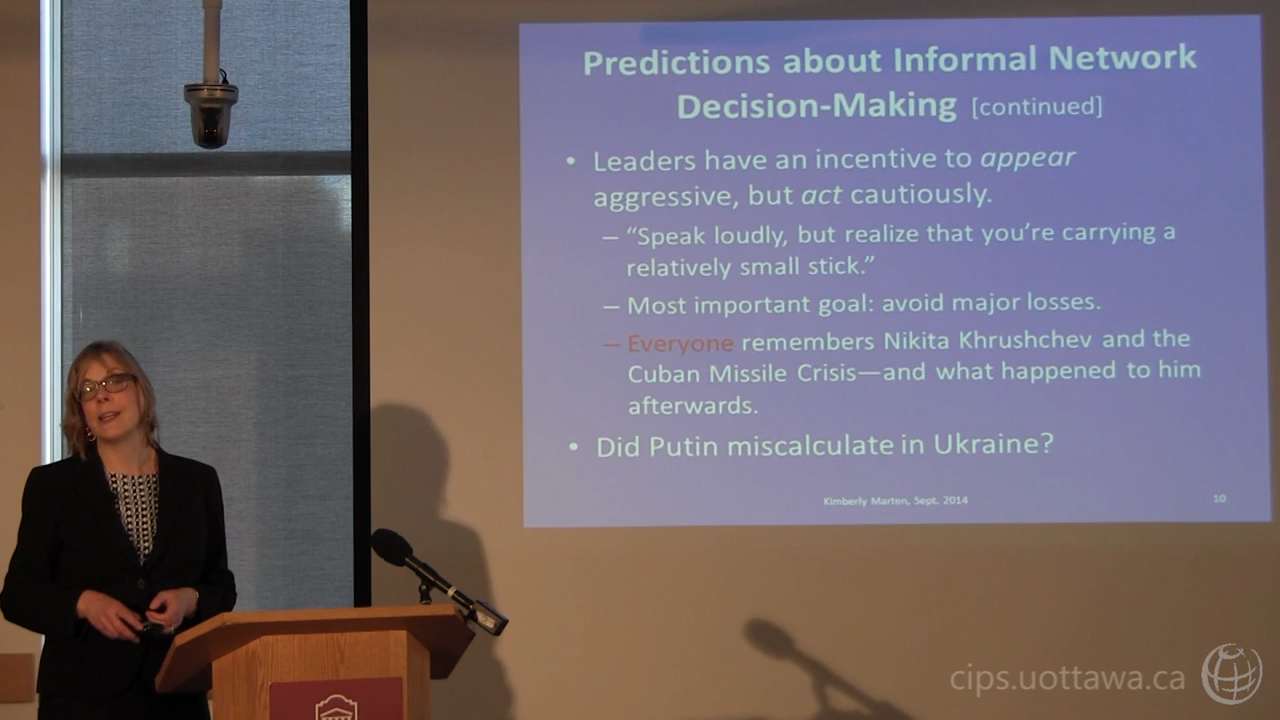 Predictions about Informal Network
Decision-Making [continued]
• Leaders have an incentive to appear
aggressive, but act cautiously.
– “Speak loudly, but realize that you’re carrying a
relatively small stick.”
– Most important goal: avoid major losses.
– Everyone remembers Nikita Khrushchev and the
Cuban Missile Crisis—and what happened to him
afterwards.
• Did Putin miscalculate in Ukraine?
Kimberly Marten, Sept. 2014
10
cips.uottawa.ca